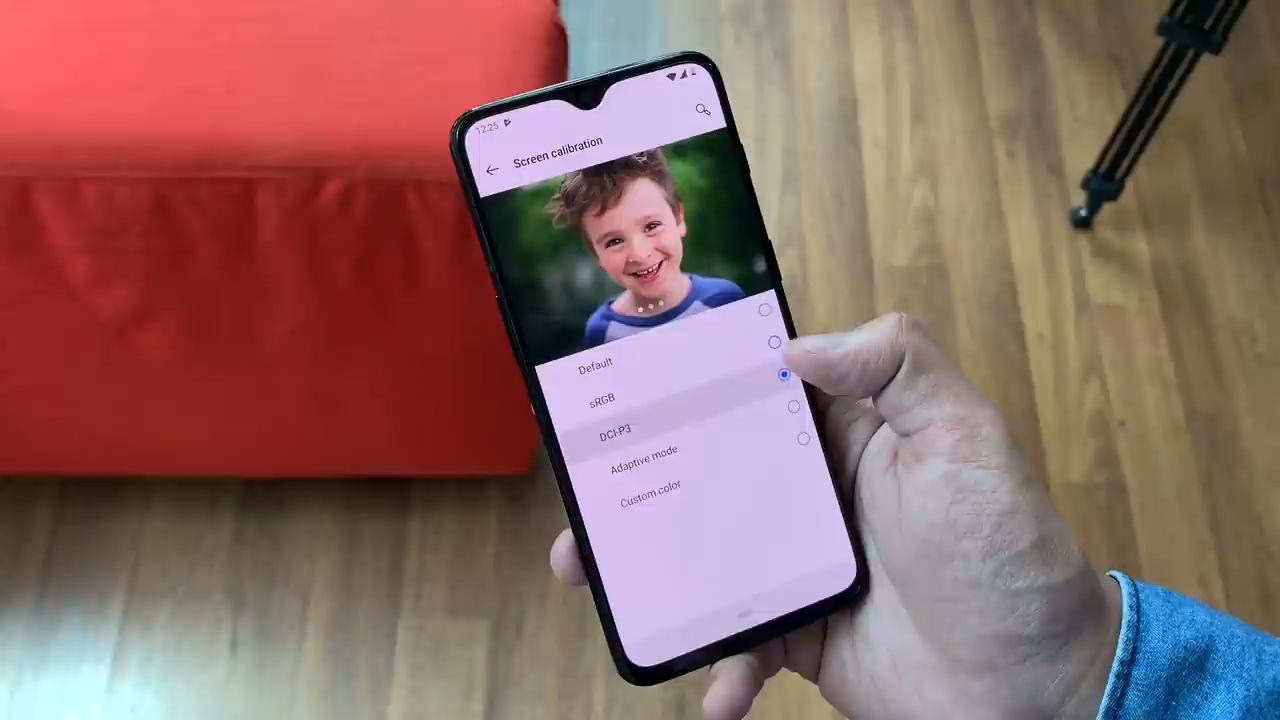 12:25
Screen calibration
Default
sRGB
DCI-P3
Adaptive mode
Custom color